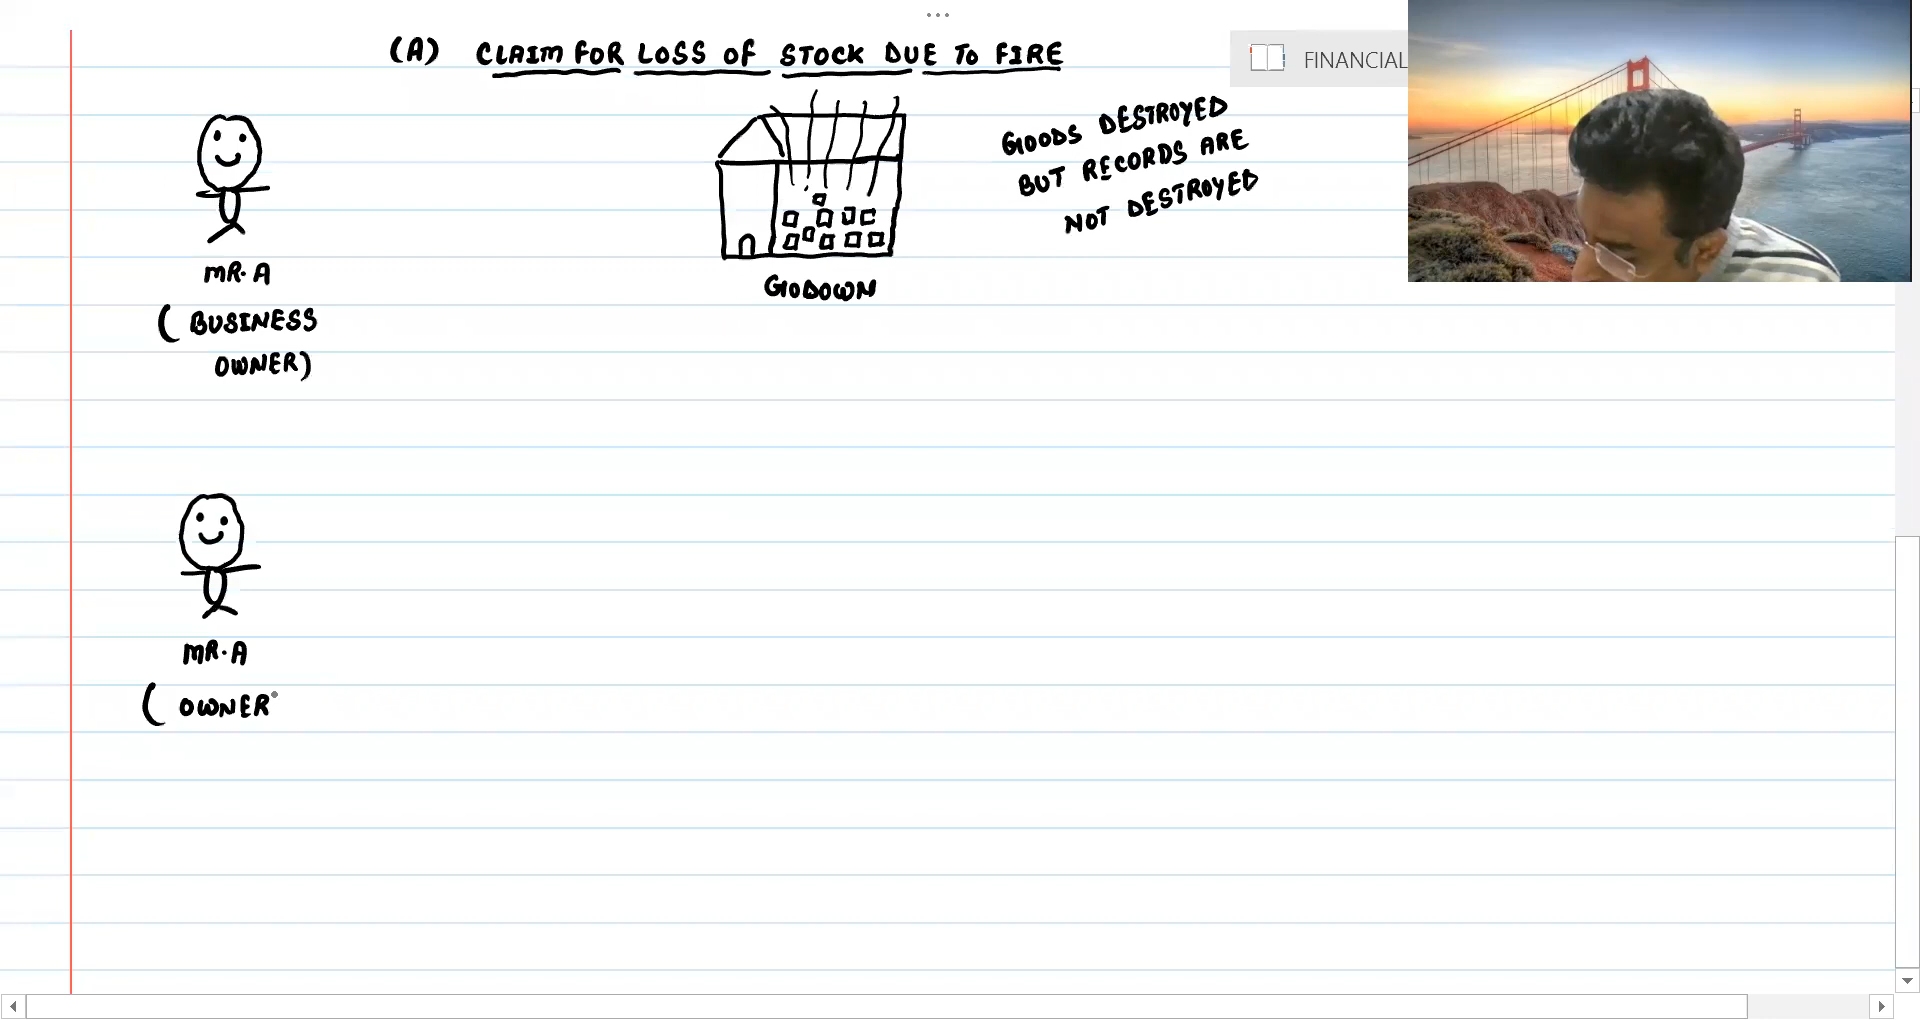 (A) CLAIM FOR LOSS OF STOCK DUE TO FIRE
FINANCIAL
GOODS DESTROYED
BUT RECORDS ARE
NOT DESTROYED
MR. A
GODOWN
( BUSINESS
OWNER)
MR. A
( OWNER